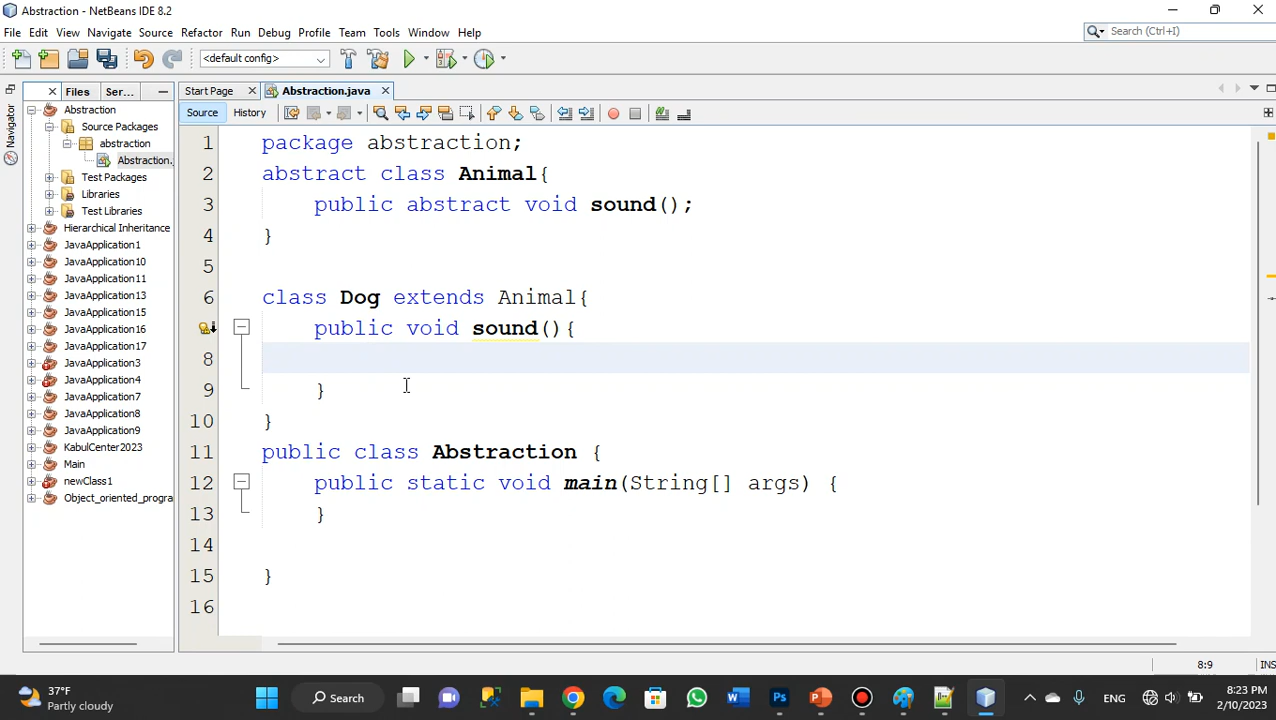 Abstraction - NetBeans IDE 8.2
File Edit View Navigate Source Refactor Run Debug Profile Team Tools Window Help
Search (Ctrl+I)
<default config>
Files Ser...
Start Page Abstraction.java
Source History
Navigator
Abstraction
Source Packages
abstraction
Abstraction.
Test Packages
Libraries
Test Libraries
Hierarchical Inheritance
JavaApplication1
JavaApplication10
JavaApplication11
JavaApplication13
JavaApplication15
JavaApplication16
JavaApplication17
JavaApplication3
JavaApplication4
JavaApplication7
JavaApplication8
JavaApplication9
KabulCenter2023
Main
newClass1
Object_oriented_progra
1 package abstraction;
2 abstract class Animal{
3 public abstract void sound();
4 }
5
6 class Dog extends Animal{
public void sound(){
8
9 }
10 }
11 public class Abstraction {
12 public static void main(String[] args) {
13 }
14
15 }
16
8:9 INS
37°F
Partly cloudy
Search
ENG
8:23 PM
2/10/2023